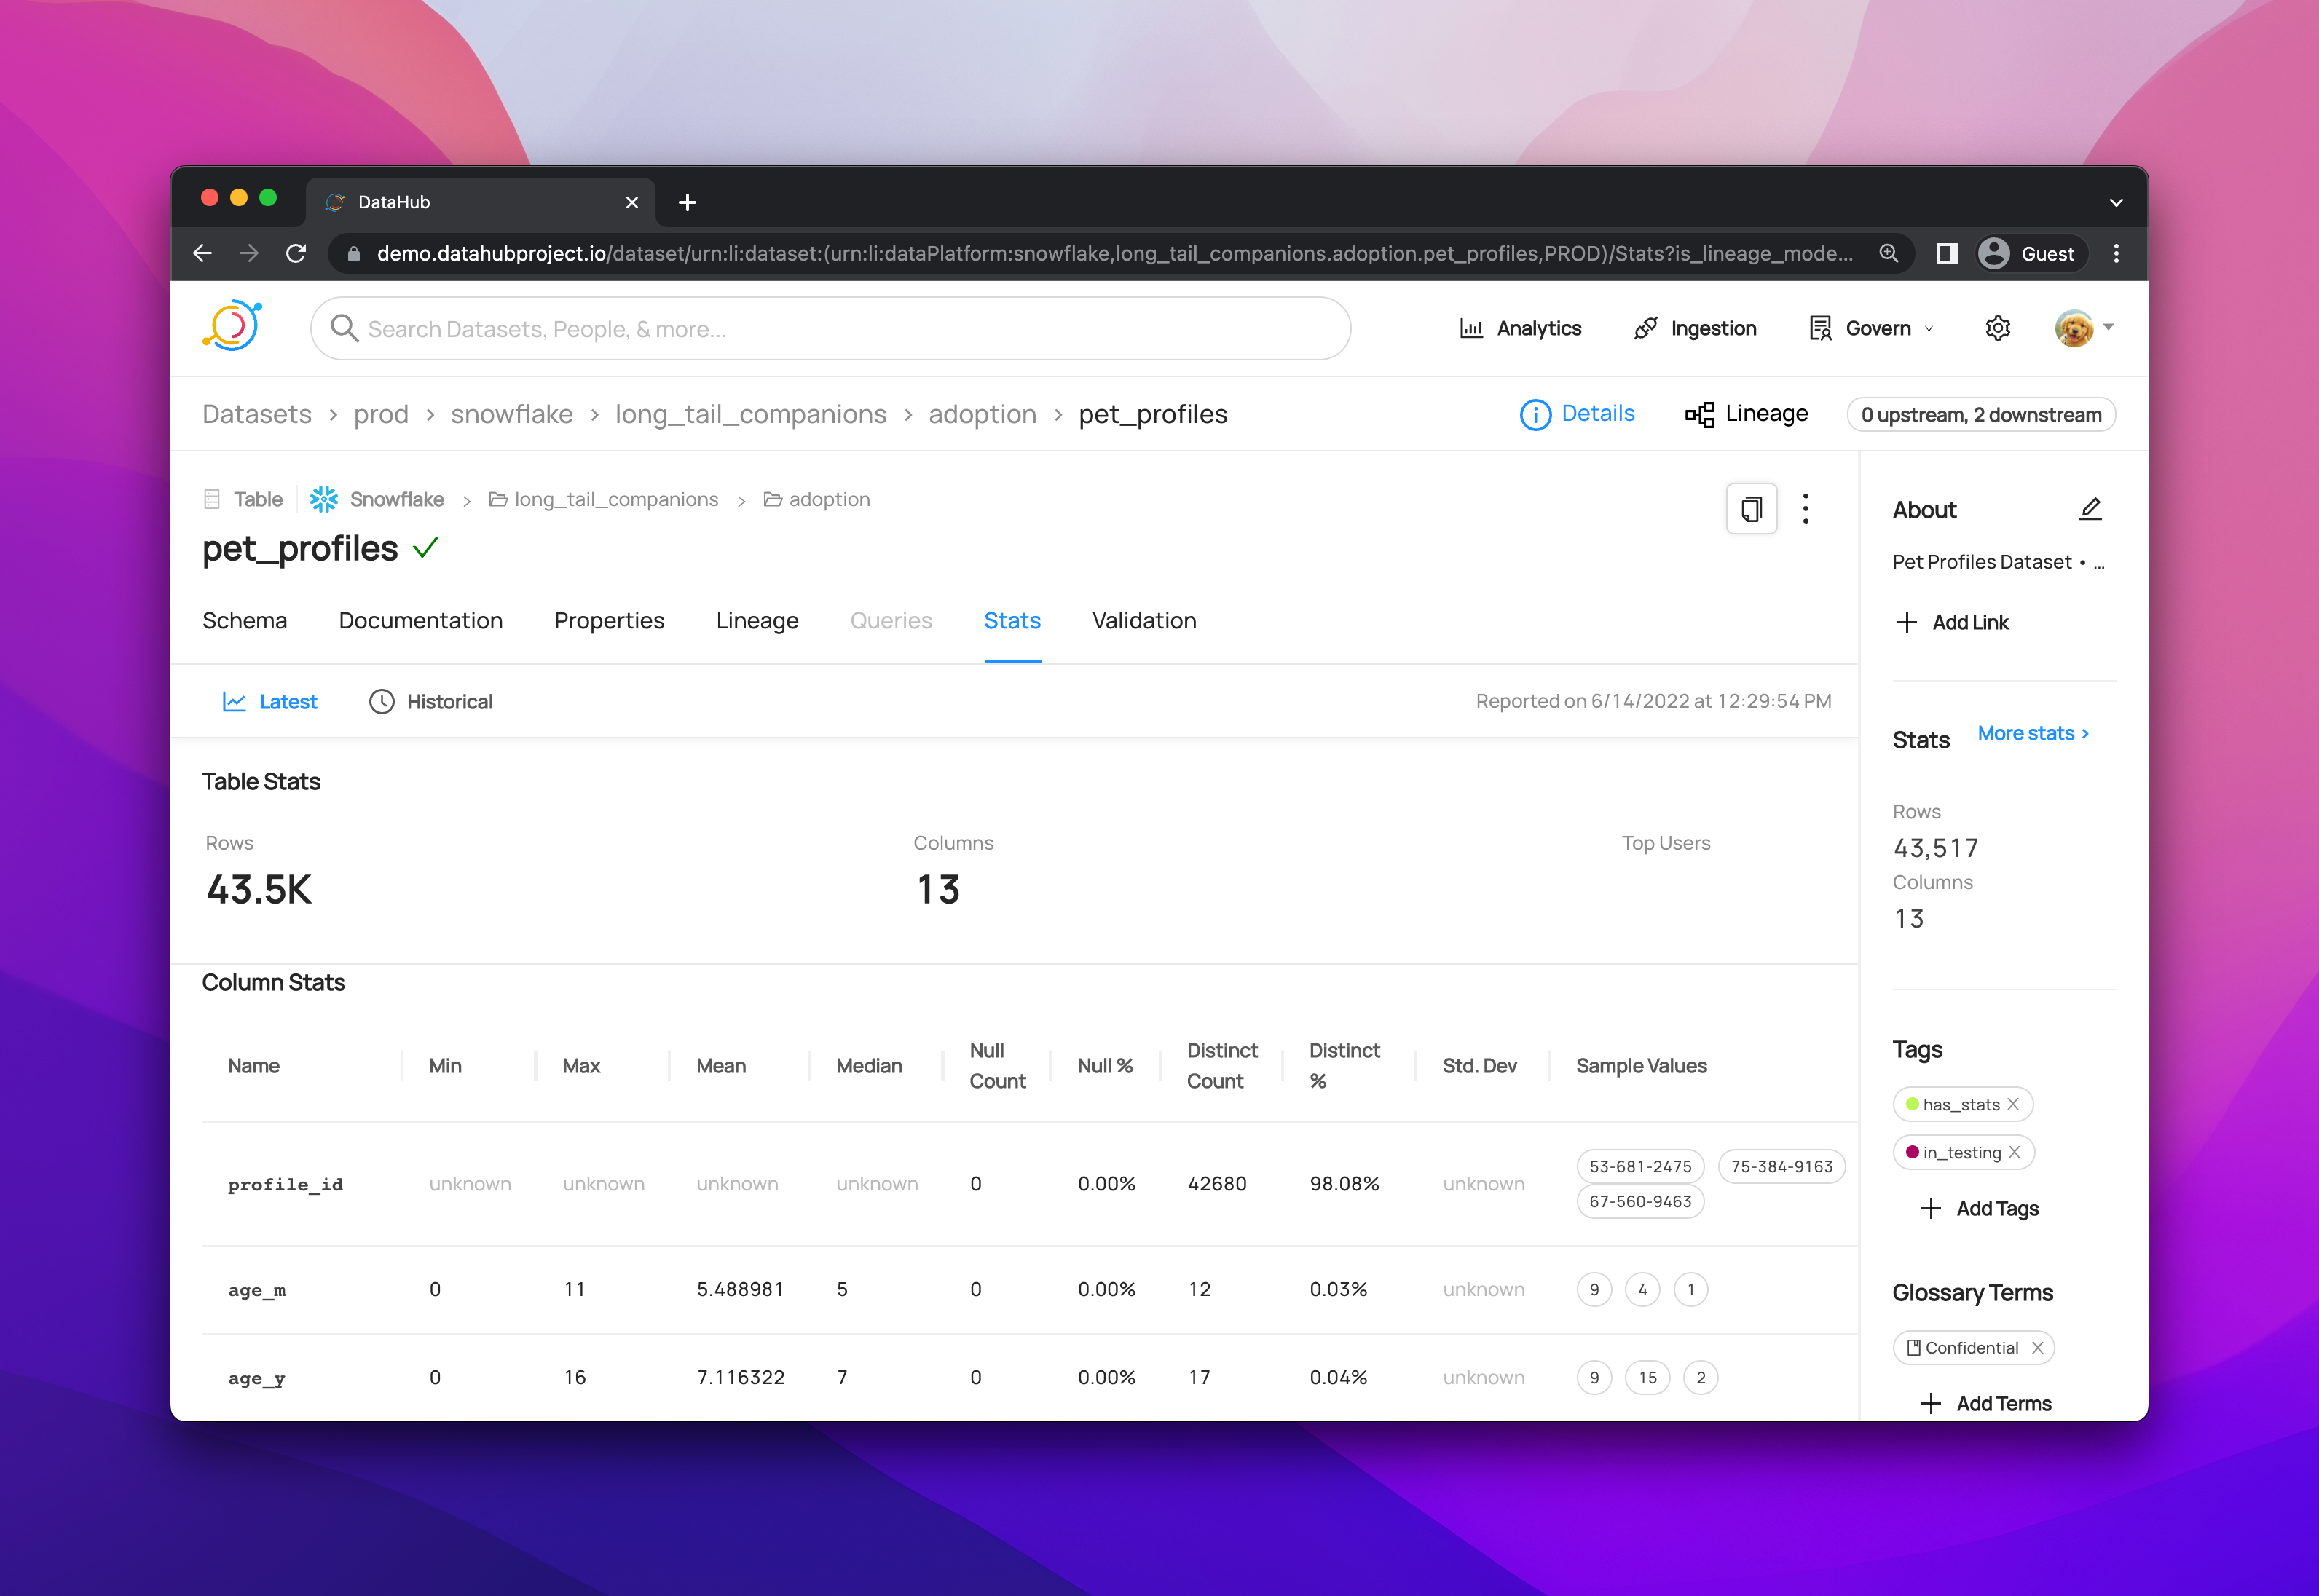 DataHub
demo.datahubproject.io/dataset/urn:li:dataset:(urn:li:dataPlatform:snowflake,long_tail_companions.adoption.pet_profiles,PROD)/Stats?is_lineage_mode... Guest
Search Datasets, People, & more... Analytics Ingestion Govern
Datasets > prod > snowflake > long_tail_companions > adoption > pet_profiles Details Lineage 0 upstream, 2 downstream
Table Snowflake > long_tail_companions > adoption
pet_profiles
Schema Documentation Properties Lineage Queries Stats Validation
Latest Historical Reported on 6/14/2022 at 12:29:54 PM
Table Stats
Rows Columns Top Users
43.5K 13
Column Stats
Name Min Max Mean Median Null Count Null % Distinct Count Distinct % Std. Dev Sample Values
profile_id unknown unknown unknown unknown 0 0.00% 42680 98.08% unknown 53-681-2475 75-384-9163
67-560-9463
age_m 0 11 5.488981 5 0 0.00% 12 0.03% unknown 9 4 1
age_y 0 16 7.116322 7 0 0.00% 17 0.04% unknown 9 15 2
About
Pet Profiles Dataset • ...
Add Link
Stats More stats >
Rows
43,517
Columns
13
Tags
has_stats
in_testing
Add Tags
Glossary Terms
Confidential
Add Terms